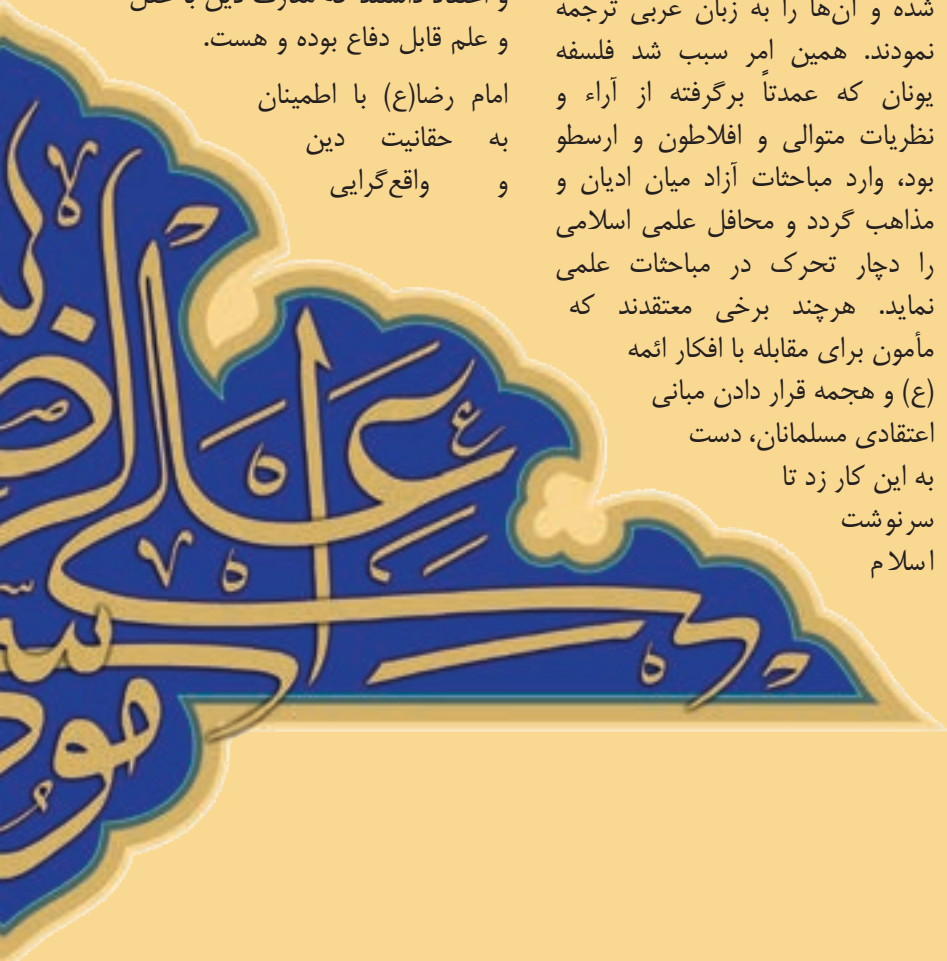 شده و آن‌ها را به زبان عربی ترجمه
نمودند. همین امر سبب شد فلسفه
یونان که عمدتاً برگرفته از آراء و
نظریات متوالی و افلاطون و ارسطو
بود، وارد مباحثات آزاد میان ادیان و
مذاهب گردد و محافل علمی اسلامی
را دچار تحرک در مباحثات علمی
نماید. هرچند برخی معتقدند که
مأمون برای مقابله با افکار ائمه
(ع) و هجمه قرار دادن مبانی
اعتقادی مسلمانان، دست
به این کار زد تا
سرنوشت
اسلام
و علم قابل دفاع بوده و هست.
امام رضا(ع) با اطمینان
به حقانیت دین
و واقع‌گرایی